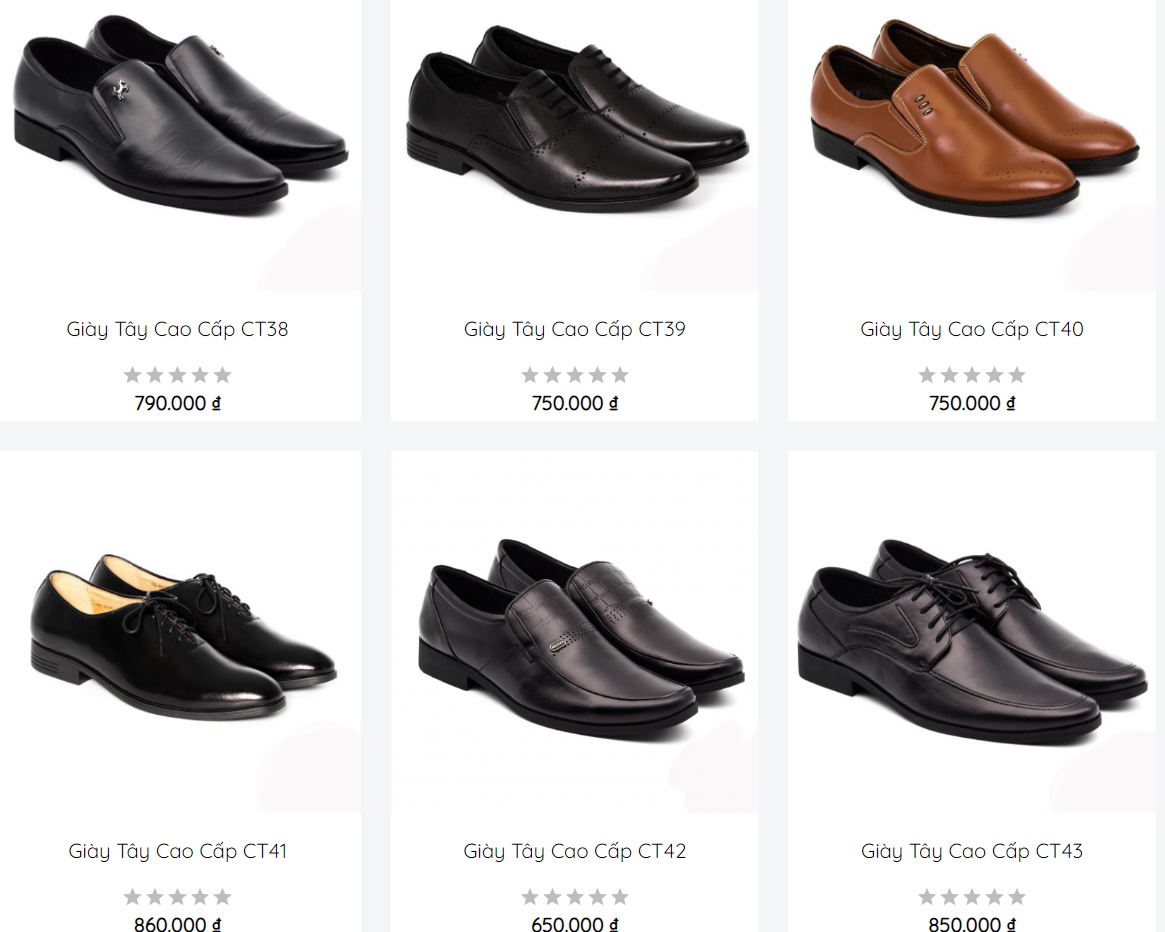 Giày Tây Cao Cấp CT38
790.000 ₫
Giày Tây Cao Cấp CT39
750.000 ₫
Giày Tây Cao Cấp CT40
750.000 ₫
Giày Tây Cao Cấp CT41
860.000 ₫
Giày Tây Cao Cấp CT42
650.000 ₫
Giày Tây Cao Cấp CT43
850.000 ₫